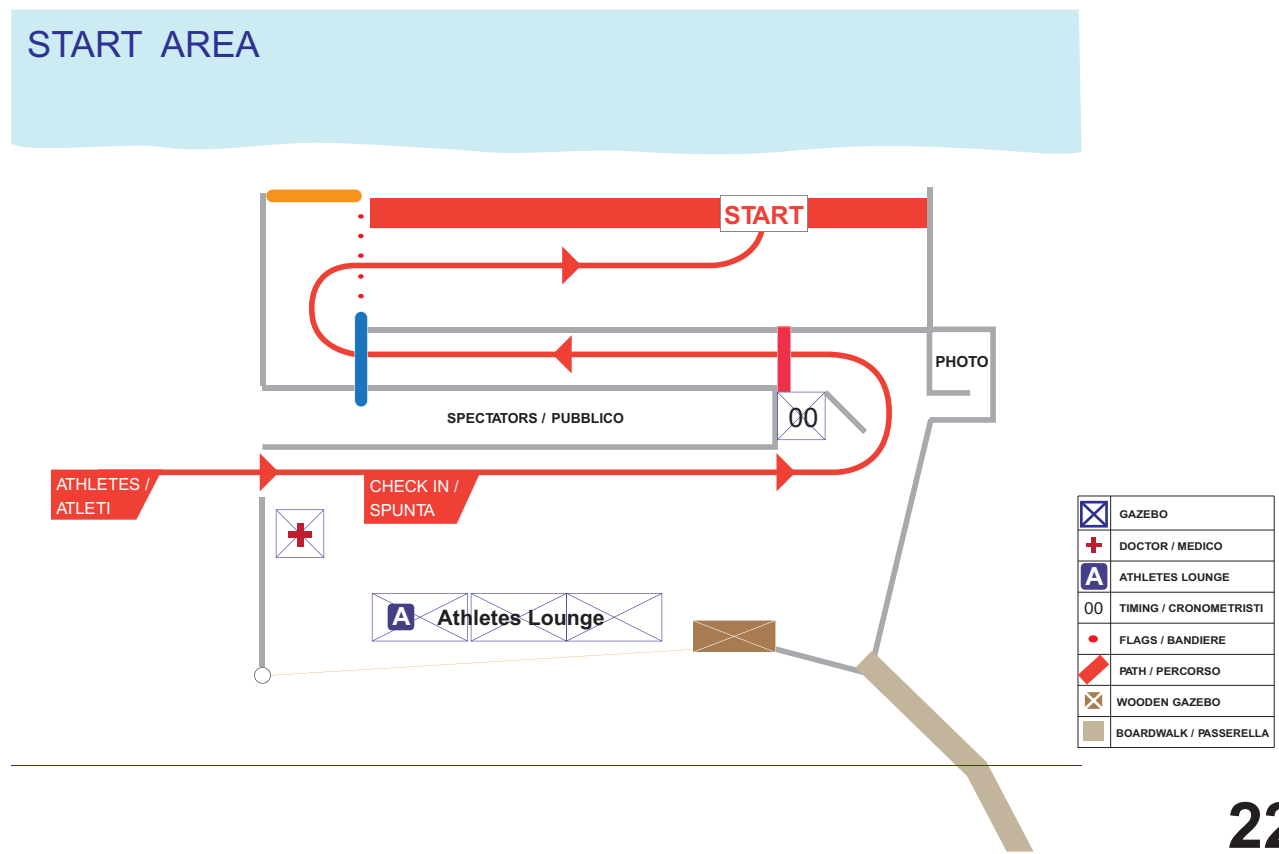 START AREA
START
PHOTO
SPECTATORS / PUBBLICO
00
ATHLETES /
ATLETI
CHECK IN /
SPUNTA
A Athletes Lounge
GAZEBO
DOCTOR / MEDICO
A ATHLETES LOUNGE
00 TIMING / CRONOMETRISTI
FLAGS / BANDIERE
PATH / PERCORSO
WOODEN GAZEBO
BOARDWALK / PASSERELLA
22